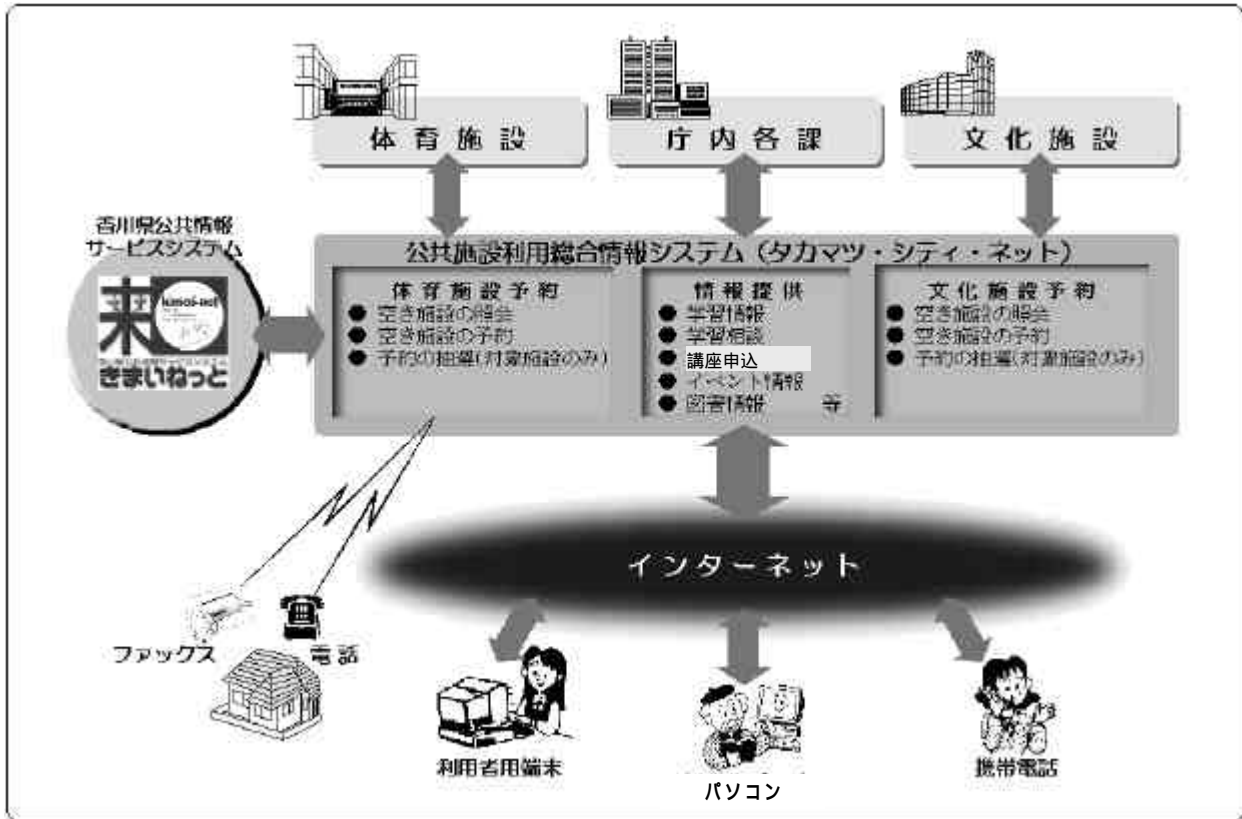 体育施設
庁内各課
文化施設
香川県公共情報
サービスシステム
来
kimai-net
きまいねっと
公共施設利用総合情報システム（タカマツ・シティ・ネット）
体育施設予約
● 空き施設の照会
● 空き施設の予約
● 予約の抽選(対象施設のみ)
情報提供
● 学習情報
● 学習相談
● 講座申込
● イベント情報
● 図書情報　等
文化施設予約
● 空き施設の照会
● 空き施設の予約
● 予約の抽選(対象施設のみ)
インターネット
ファックス
電話
利用者用端末
パソコン
携帯電話